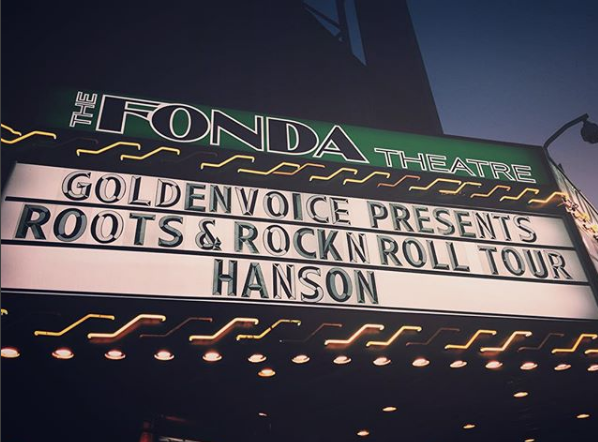 THE FONDA THEATRE
GOLDENVOICE PRESENTS
ROOTS & ROCKN ROLL TOUR
HANSON